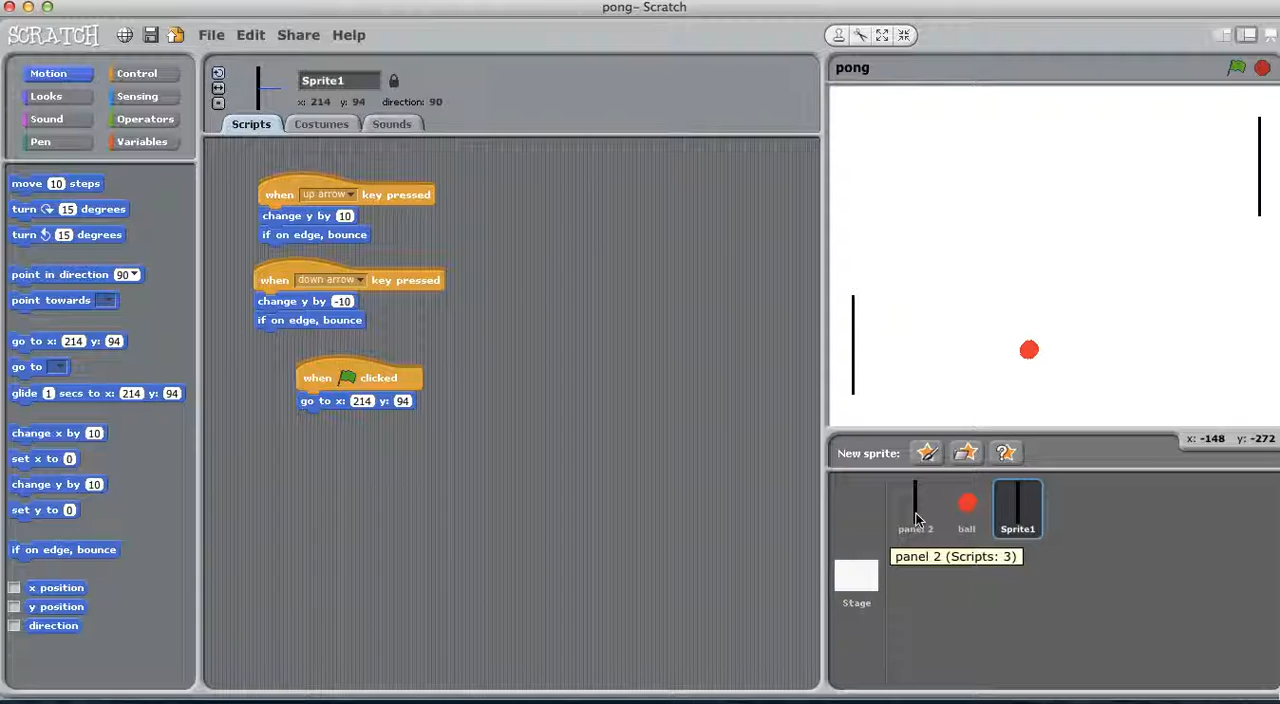 pong- Scratch
SCRATCH File Edit Share Help
Motion Control
Looks Sensing
Sound Operators
Pen Variables
move 10 steps
turn 15 degrees
turn 15 degrees
point in direction 90
point towards
go to x: 214 y: 94
go to
glide 1 secs to x: 214 y: 94
change x by 10
set x to 0
change y by 10
set y to 0
if on edge, bounce
x position
y position
direction
Sprite1
x: 214 y: 94 direction: 90
Scripts Costumes Sounds
when up arrow key pressed
change y by 10
if on edge, bounce
when down arrow key pressed
change y by -10
if on edge, bounce
when clicked
go to x: 214 y: 94
pong
x: -148 y: -272
New sprite:
panel 2 ball Sprite1
panel 2 (Scripts: 3)
Stage